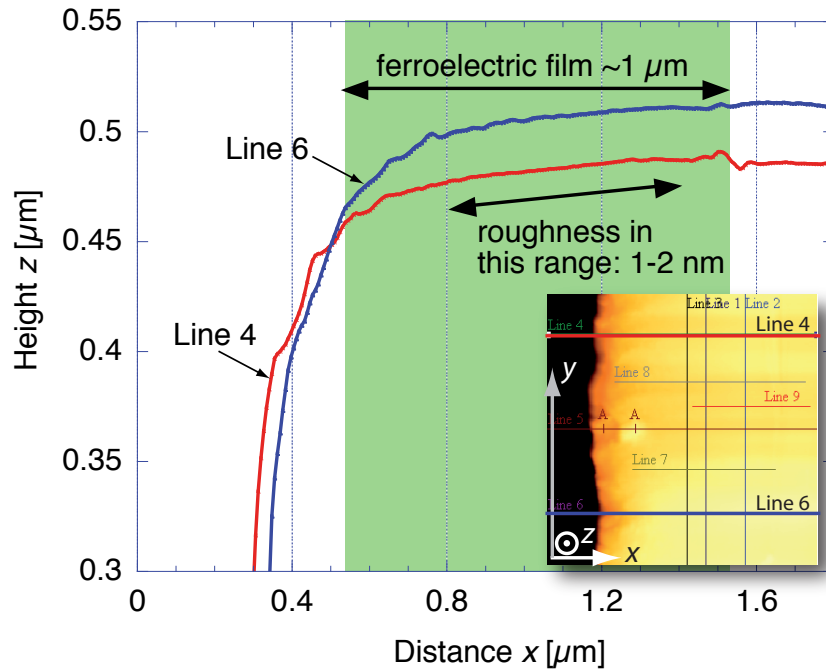 0.55
ferroelectric film ~1 µm
0.5
Line 6
roughness in
this range: 1-2 nm
0.45
Line 4
0.4
0.35
0.3
Height z [µm]
Line 3
Line 1
Line 2
Line 4
Line 4
y
Line 8
Line 9
Line 5
A
A
Line 7
Line 6
Line 6
z
x
0
0.4
0.8
1.2
1.6
Distance x [µm]